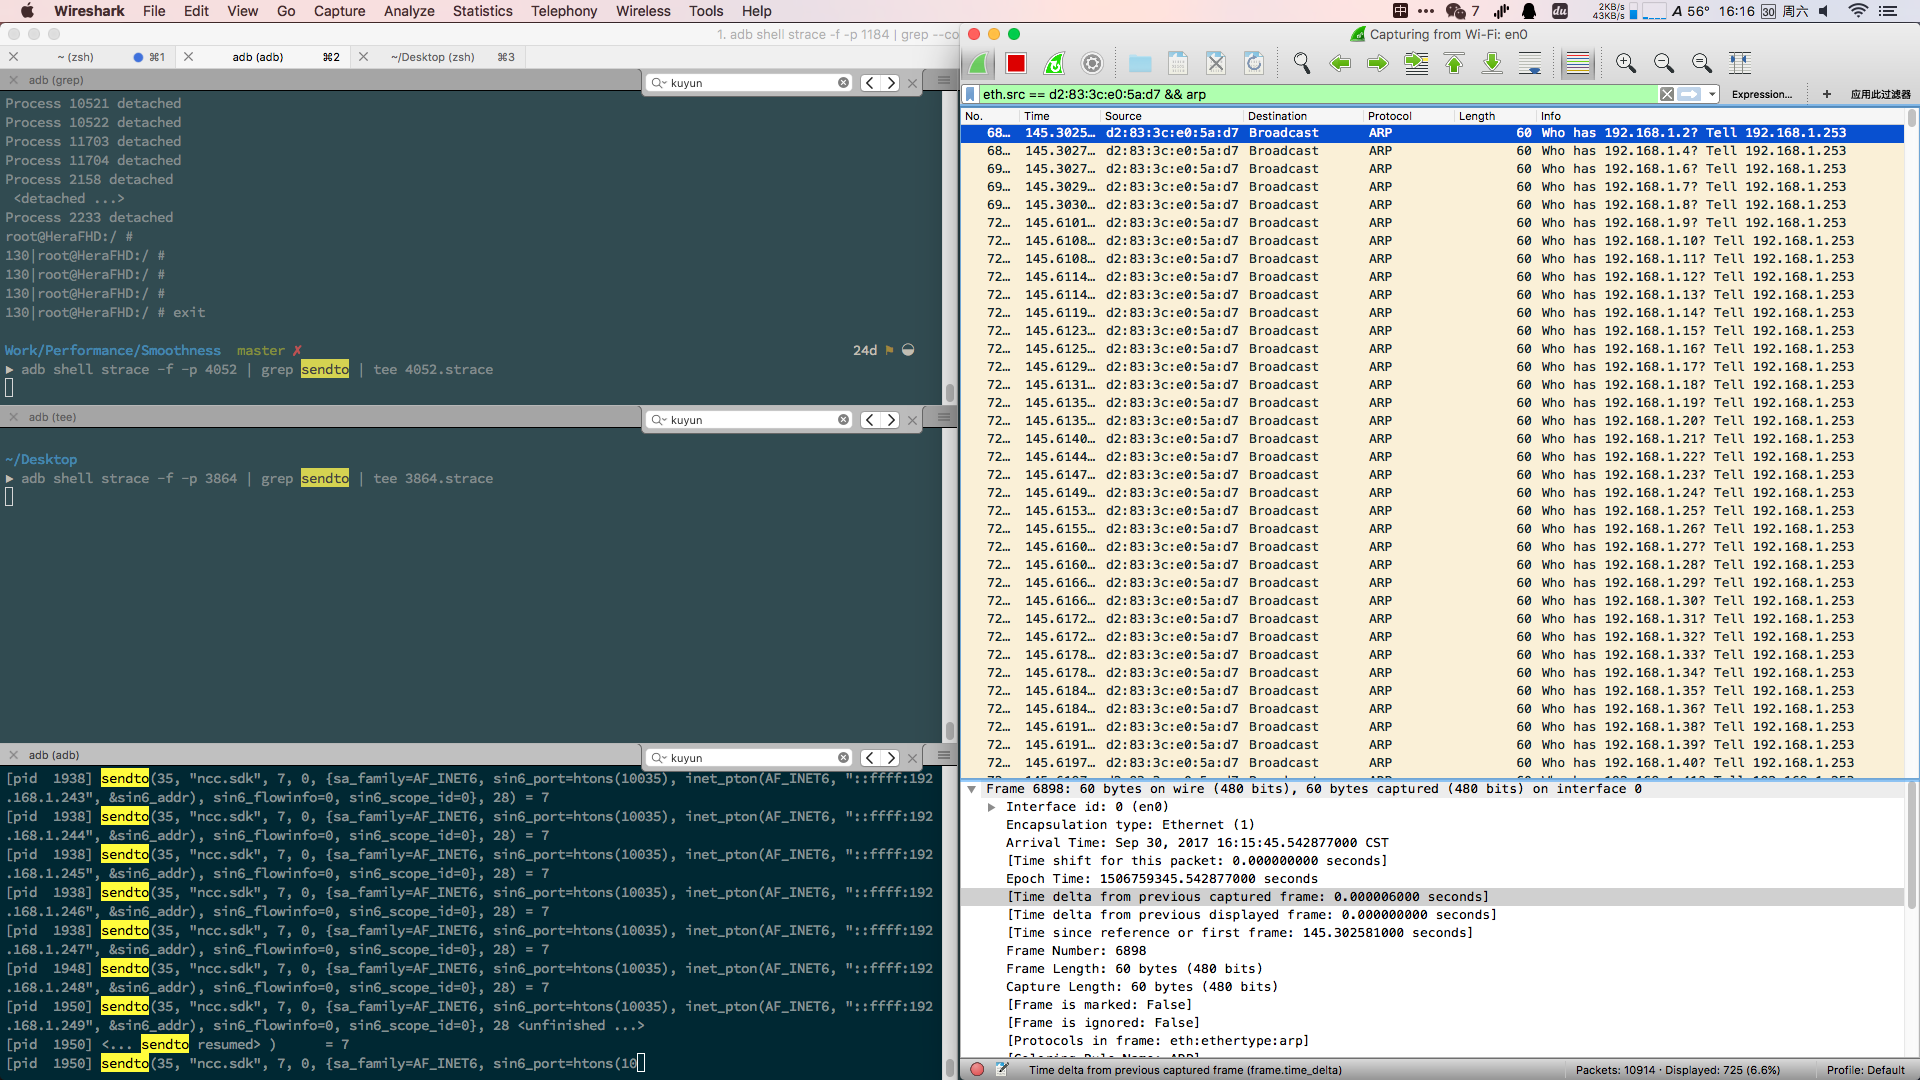 Wireshark File Edit View Go Capture Analyze Statistics Telephony Wireless Tools Help
7 du 2KB/s 43KB/s A 56° 16:16 30 周六
1. adb shell strace -f -p 1184 | grep --co
~ (zsh) ⌘1 adb (adb) ⌘2 ~/Desktop (zsh) ⌘3
adb (grep)
kuyun
Process 10521 detached
Process 10522 detached
Process 11703 detached
Process 11704 detached
Process 2158 detached
<detached ...>
Process 2233 detached
root@HeraFHD:/ #
130|root@HeraFHD:/ #
130|root@HeraFHD:/ #
130|root@HeraFHD:/ #
130|root@HeraFHD:/ # exit
Work/Performance/Smoothness master ✗ 24d
▶ adb shell strace -f -p 4052 | grep sendto | tee 4052.strace
adb (tee)
kuyun
~/Desktop
▶ adb shell strace -f -p 3864 | grep sendto | tee 3864.strace
adb (adb)
kuyun
[pid  1938] sendto(35, "ncc.sdk", 7, 0, {sa_family=AF_INET6, sin6_port=htons(10035), inet_pton(AF_INET6, "::ffff:192
.168.1.243", &sin6_addr), sin6_flowinfo=0, sin6_scope_id=0}, 28) = 7
[pid  1938] sendto(35, "ncc.sdk", 7, 0, {sa_family=AF_INET6, sin6_port=htons(10035), inet_pton(AF_INET6, "::ffff:192
.168.1.244", &sin6_addr), sin6_flowinfo=0, sin6_scope_id=0}, 28) = 7
[pid  1938] sendto(35, "ncc.sdk", 7, 0, {sa_family=AF_INET6, sin6_port=htons(10035), inet_pton(AF_INET6, "::ffff:192
.168.1.245", &sin6_addr), sin6_flowinfo=0, sin6_scope_id=0}, 28) = 7
[pid  1938] sendto(35, "ncc.sdk", 7, 0, {sa_family=AF_INET6, sin6_port=htons(10035), inet_pton(AF_INET6, "::ffff:192
.168.1.246", &sin6_addr), sin6_flowinfo=0, sin6_scope_id=0}, 28) = 7
[pid  1938] sendto(35, "ncc.sdk", 7, 0, {sa_family=AF_INET6, sin6_port=htons(10035), inet_pton(AF_INET6, "::ffff:192
.168.1.247", &sin6_addr), sin6_flowinfo=0, sin6_scope_id=0}, 28) = 7
[pid  1948] sendto(35, "ncc.sdk", 7, 0, {sa_family=AF_INET6, sin6_port=htons(10035), inet_pton(AF_INET6, "::ffff:192
.168.1.248", &sin6_addr), sin6_flowinfo=0, sin6_scope_id=0}, 28) = 7
[pid  1950] sendto(35, "ncc.sdk", 7, 0, {sa_family=AF_INET6, sin6_port=htons(10035), inet_pton(AF_INET6, "::ffff:192
.168.1.249", &sin6_addr), sin6_flowinfo=0, sin6_scope_id=0}, 28 <unfinished ...>
[pid  1950] <... sendto resumed> )      = 7
[pid  1950] sendto(35, "ncc.sdk", 7, 0, {sa_family=AF_INET6, sin6_port=htons(10
Capturing from Wi-Fi: en0
eth.src == d2:83:3c:e0:5a:d7 && arp Expression... + 应用此过滤器
No. Time Source Destination Protocol Length Info
68… 145.3025… d2:83:3c:e0:5a:d7 Broadcast ARP 60 Who has 192.168.1.2? Tell 192.168.1.253
68… 145.3027… d2:83:3c:e0:5a:d7 Broadcast ARP 60 Who has 192.168.1.4? Tell 192.168.1.253
69… 145.3027… d2:83:3c:e0:5a:d7 Broadcast ARP 60 Who has 192.168.1.6? Tell 192.168.1.253
69… 145.3029… d2:83:3c:e0:5a:d7 Broadcast ARP 60 Who has 192.168.1.7? Tell 192.168.1.253
69… 145.3030… d2:83:3c:e0:5a:d7 Broadcast ARP 60 Who has 192.168.1.8? Tell 192.168.1.253
72… 145.6101… d2:83:3c:e0:5a:d7 Broadcast ARP 60 Who has 192.168.1.9? Tell 192.168.1.253
72… 145.6108… d2:83:3c:e0:5a:d7 Broadcast ARP 60 Who has 192.168.1.10? Tell 192.168.1.253
72… 145.6108… d2:83:3c:e0:5a:d7 Broadcast ARP 60 Who has 192.168.1.11? Tell 192.168.1.253
72… 145.6114… d2:83:3c:e0:5a:d7 Broadcast ARP 60 Who has 192.168.1.12? Tell 192.168.1.253
72… 145.6114… d2:83:3c:e0:5a:d7 Broadcast ARP 60 Who has 192.168.1.13? Tell 192.168.1.253
72… 145.6119… d2:83:3c:e0:5a:d7 Broadcast ARP 60 Who has 192.168.1.14? Tell 192.168.1.253
72… 145.6123… d2:83:3c:e0:5a:d7 Broadcast ARP 60 Who has 192.168.1.15? Tell 192.168.1.253
72… 145.6125… d2:83:3c:e0:5a:d7 Broadcast ARP 60 Who has 192.168.1.16? Tell 192.168.1.253
72… 145.6129… d2:83:3c:e0:5a:d7 Broadcast ARP 60 Who has 192.168.1.17? Tell 192.168.1.253
72… 145.6131… d2:83:3c:e0:5a:d7 Broadcast ARP 60 Who has 192.168.1.18? Tell 192.168.1.253
72… 145.6135… d2:83:3c:e0:5a:d7 Broadcast ARP 60 Who has 192.168.1.19? Tell 192.168.1.253
72… 145.6135… d2:83:3c:e0:5a:d7 Broadcast ARP 60 Who has 192.168.1.20? Tell 192.168.1.253
72… 145.6140… d2:83:3c:e0:5a:d7 Broadcast ARP 60 Who has 192.168.1.21? Tell 192.168.1.253
72… 145.6144… d2:83:3c:e0:5a:d7 Broadcast ARP 60 Who has 192.168.1.22? Tell 192.168.1.253
72… 145.6147… d2:83:3c:e0:5a:d7 Broadcast ARP 60 Who has 192.168.1.23? Tell 192.168.1.253
72… 145.6149… d2:83:3c:e0:5a:d7 Broadcast ARP 60 Who has 192.168.1.24? Tell 192.168.1.253
72… 145.6153… d2:83:3c:e0:5a:d7 Broadcast ARP 60 Who has 192.168.1.25? Tell 192.168.1.253
72… 145.6155… d2:83:3c:e0:5a:d7 Broadcast ARP 60 Who has 192.168.1.26? Tell 192.168.1.253
72… 145.6160… d2:83:3c:e0:5a:d7 Broadcast ARP 60 Who has 192.168.1.27? Tell 192.168.1.253
72… 145.6160… d2:83:3c:e0:5a:d7 Broadcast ARP 60 Who has 192.168.1.28? Tell 192.168.1.253
72… 145.6166… d2:83:3c:e0:5a:d7 Broadcast ARP 60 Who has 192.168.1.29? Tell 192.168.1.253
72… 145.6166… d2:83:3c:e0:5a:d7 Broadcast ARP 60 Who has 192.168.1.30? Tell 192.168.1.253
72… 145.6172… d2:83:3c:e0:5a:d7 Broadcast ARP 60 Who has 192.168.1.31? Tell 192.168.1.253
72… 145.6172… d2:83:3c:e0:5a:d7 Broadcast ARP 60 Who has 192.168.1.32? Tell 192.168.1.253
72… 145.6178… d2:83:3c:e0:5a:d7 Broadcast ARP 60 Who has 192.168.1.33? Tell 192.168.1.253
72… 145.6178… d2:83:3c:e0:5a:d7 Broadcast ARP 60 Who has 192.168.1.34? Tell 192.168.1.253
72… 145.6184… d2:83:3c:e0:5a:d7 Broadcast ARP 60 Who has 192.168.1.35? Tell 192.168.1.253
72… 145.6184… d2:83:3c:e0:5a:d7 Broadcast ARP 60 Who has 192.168.1.36? Tell 192.168.1.253
72… 145.6191… d2:83:3c:e0:5a:d7 Broadcast ARP 60 Who has 192.168.1.38? Tell 192.168.1.253
72… 145.6191… d2:83:3c:e0:5a:d7 Broadcast ARP 60 Who has 192.168.1.39? Tell 192.168.1.253
72… 145.6197… d2:83:3c:e0:5a:d7 Broadcast ARP 60 Who has 192.168.1.40? Tell 192.168.1.253
Frame 6898: 60 bytes on wire (480 bits), 60 bytes captured (480 bits) on interface 0
Interface id: 0 (en0)
Encapsulation type: Ethernet (1)
Arrival Time: Sep 30, 2017 16:15:45.542877000 CST
[Time shift for this packet: 0.000000000 seconds]
Epoch Time: 1506759345.542877000 seconds
[Time delta from previous captured frame: 0.000006000 seconds]
[Time delta from previous displayed frame: 0.000000000 seconds]
[Time since reference or first frame: 145.302581000 seconds]
Frame Number: 6898
Frame Length: 60 bytes (480 bits)
Capture Length: 60 bytes (480 bits)
[Frame is marked: False]
[Frame is ignored: False]
[Protocols in frame: eth:ethertype:arp]
Time delta from previous captured frame (frame.time_delta) Packets: 10914 · Displayed: 725 (6.6%) Profile: Default